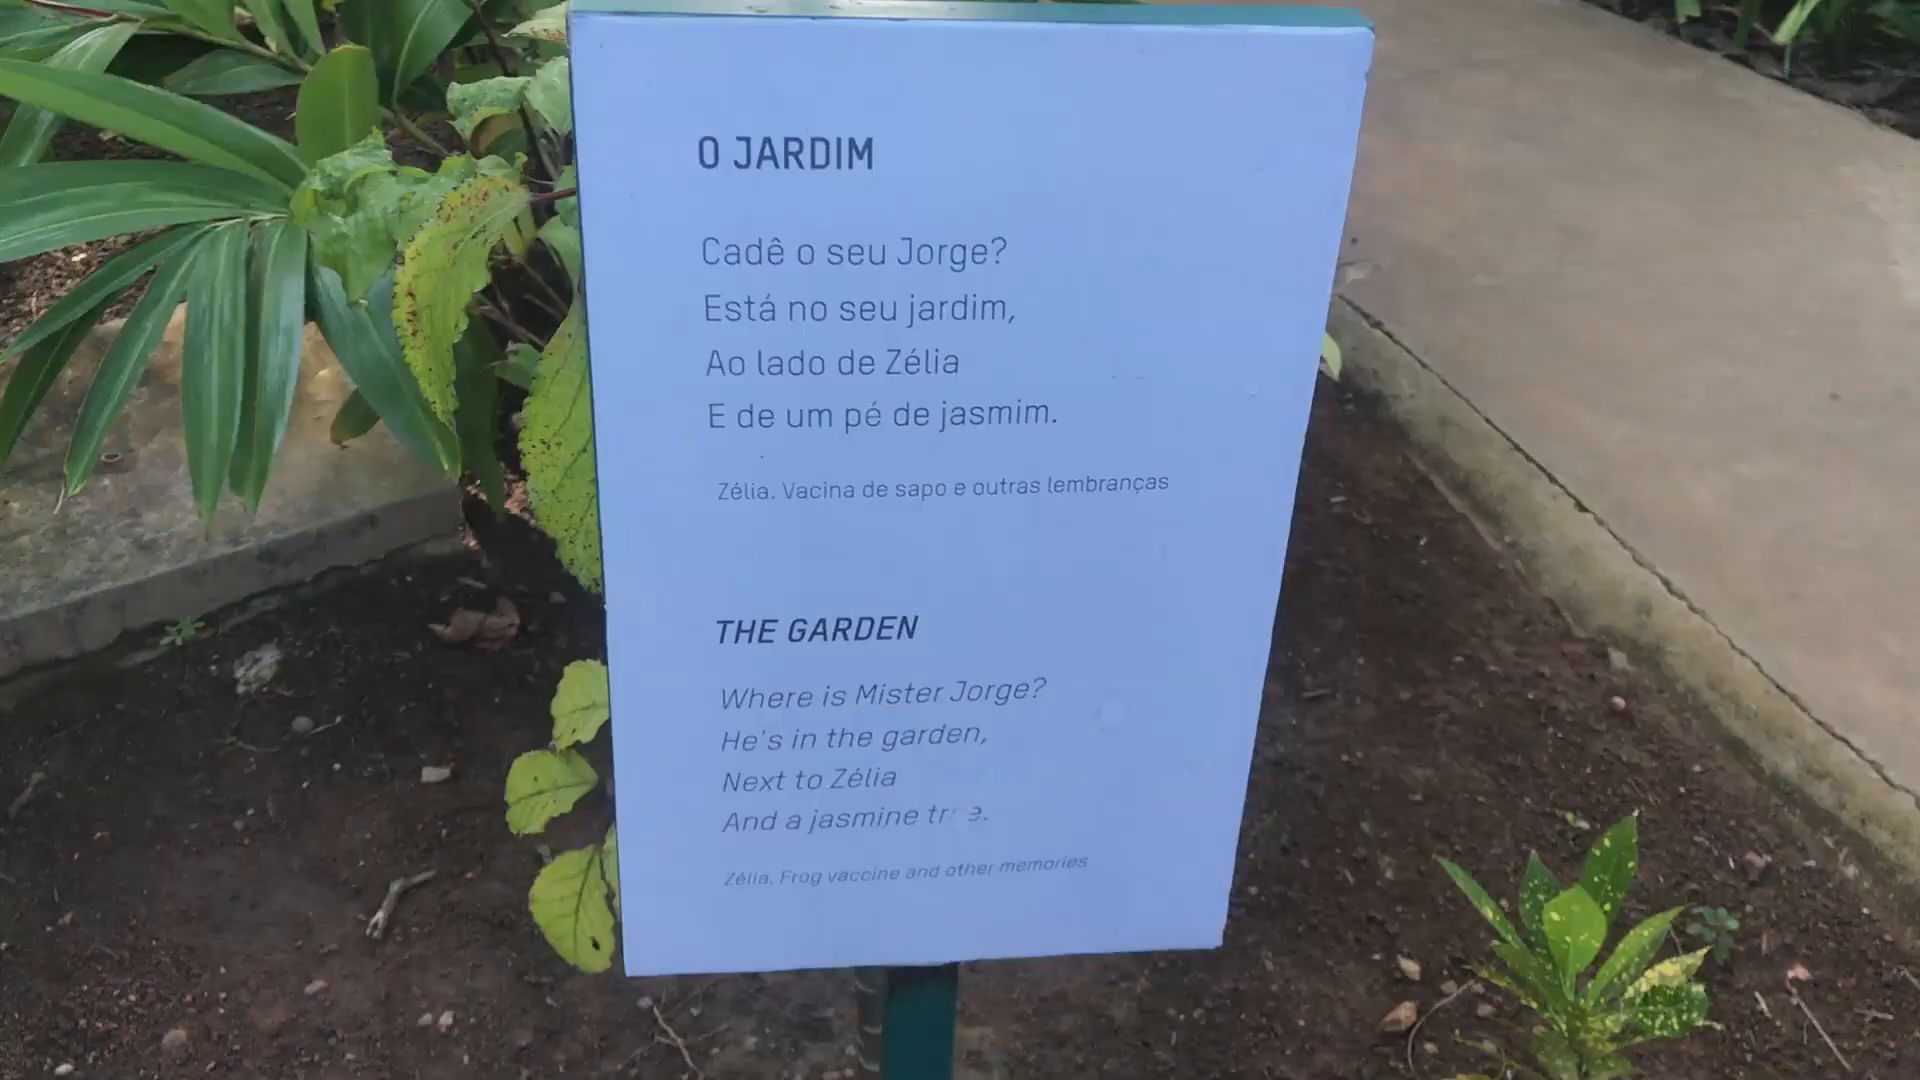 O JARDIM
Cadê o seu Jorge?
Está no seu jardim,
Ao lado de Zélia
E de um pé de jasmim.
Zélia. Vacina de sapo e outras lembranças
THE GARDEN
Where is Mister Jorge?
He's in the garden,
Next to Zélia
And a jasmine tree.
Zélia, Frog vaccine and other memories